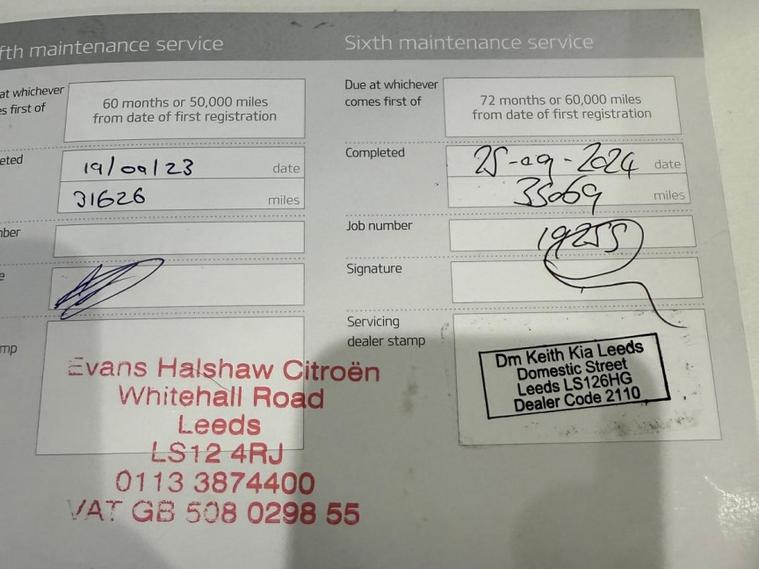 fth maintenance service
at whichever
es first of
60 months or 50,000 miles
from date of first registration
eted
19/09/23 date
31626 miles
mber
e
mp
Evans Halshaw Citroën
Whitehall Road
Leeds
LS12 4RJ
0113 3874400
VAT GB 508 0298 55
Sixth maintenance service
Due at whichever
comes first of
72 months or 60,000 miles
from date of first registration
Completed
25-09-2024 date
35069 miles
Job number
19255
Signature
Servicing
dealer stamp
Dm Keith Kia Leeds
Domestic Street
Leeds LS126HG
Dealer Code 2110